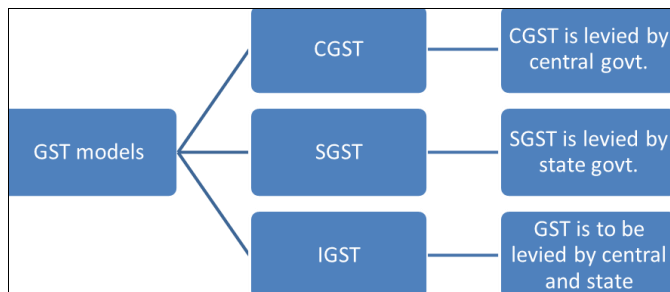 GST models
CGST
CGST is levied by
central govt.
SGST
SGST is levied by
state govt.
IGST
GST is to be
levied by central
and state